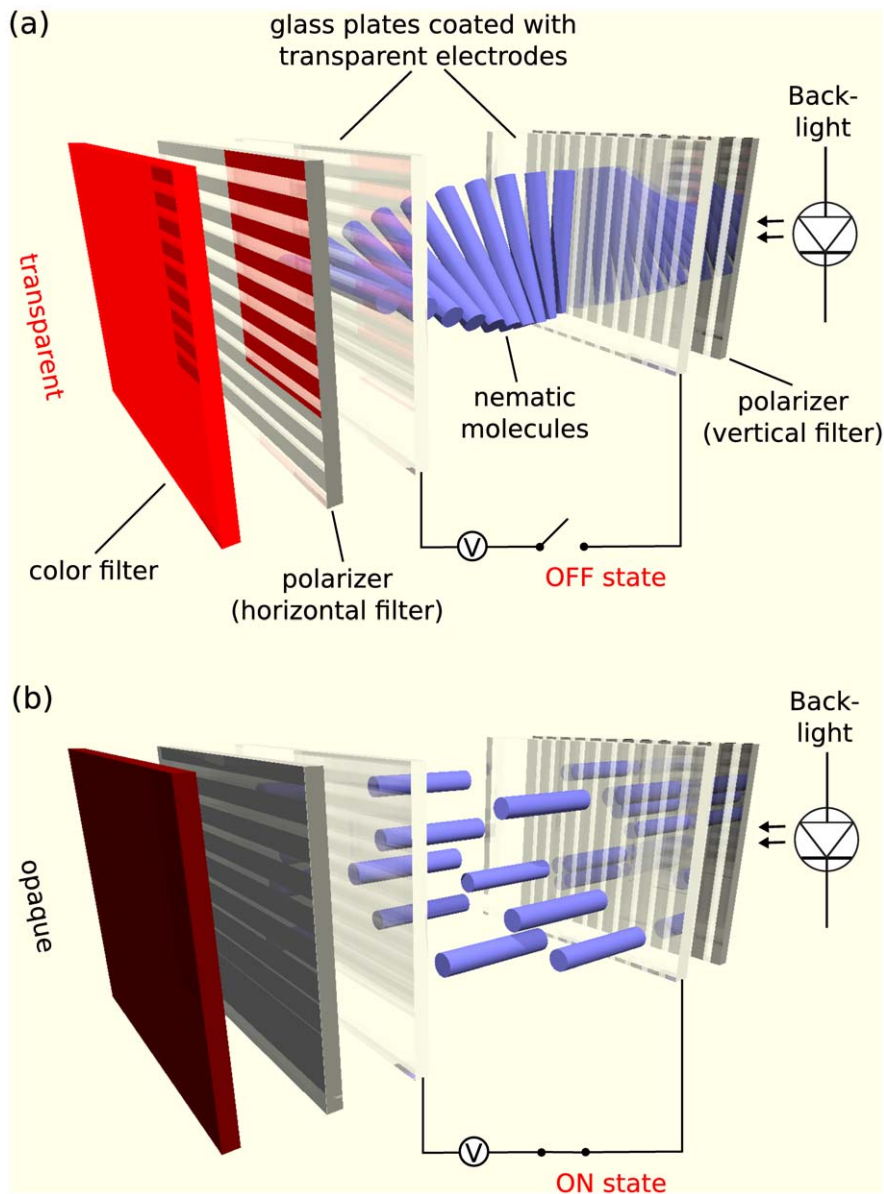 (a)
glass plates coated with
transparent electrodes
Back-
light
transparent
nematic
molecules
polarizer
(vertical filter)
color filter
polarizer
(horizontal filter)
V
OFF state
(b)
Back-
light
opaque
V
ON state